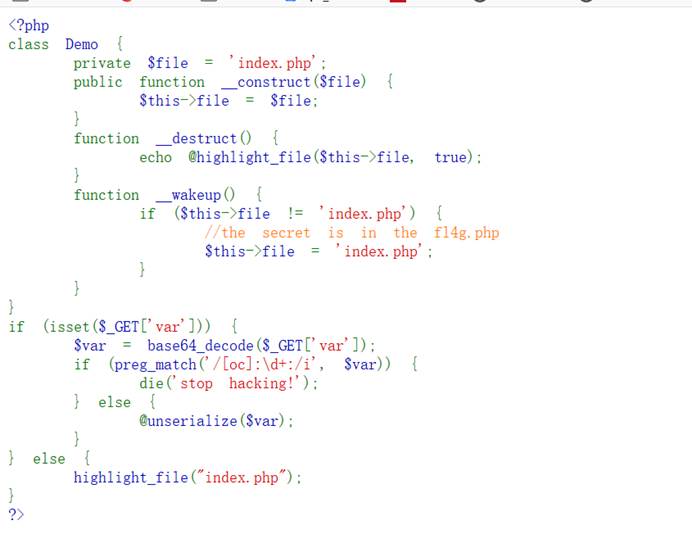 <?php
class Demo {
private $file = 'index.php';
public function __construct($file) {
$this->file = $file;
}
function __destruct() {
echo @highlight_file($this->file, true);
}
function __wakeup() {
if ($this->file != 'index.php') {
//the secret is in the fl4g.php
$this->file = 'index.php';
}
}
}
if (isset($_GET['var'])) {
$var = base64_decode($_GET['var']);
if (preg_match('/[oc]:\d+:/i', $var)) {
die('stop hacking!');
} else {
@unserialize($var);
}
} else {
highlight_file("index.php");
}
?>